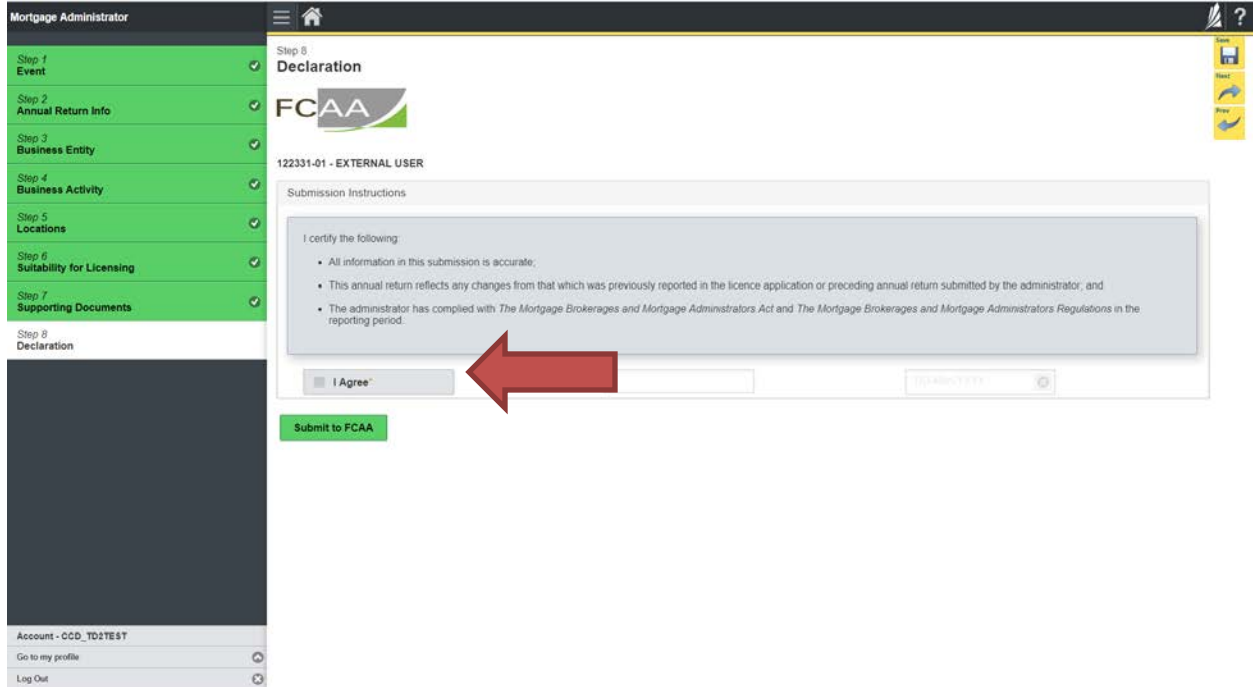 Mortgage Administrator
?
Step 1
Event
Step 2
Annual Return Info
Step 3
Business Entity
Step 4
Business Activity
Step 5
Locations
Step 6
Suitability for Licensing
Step 7
Supporting Documents
Step 8
Declaration
Account - CCD_TD2TEST
Go to my profile
Log Out
Step 8
Declaration
FCAA
122331-01 - EXTERNAL USER
Submission Instructions
I certify the following:
• All information in this submission is accurate;
• This annual return reflects any changes from that which was previously reported in the licence application or preceding annual return submitted by the administrator; and
• The administrator has complied with The Mortgage Brokerages and Mortgage Administrators Act and The Mortgage Brokerages and Mortgage Administrators Regulations in the
reporting period.
I Agree*
Submit to FCAA
Save
Next
Prev